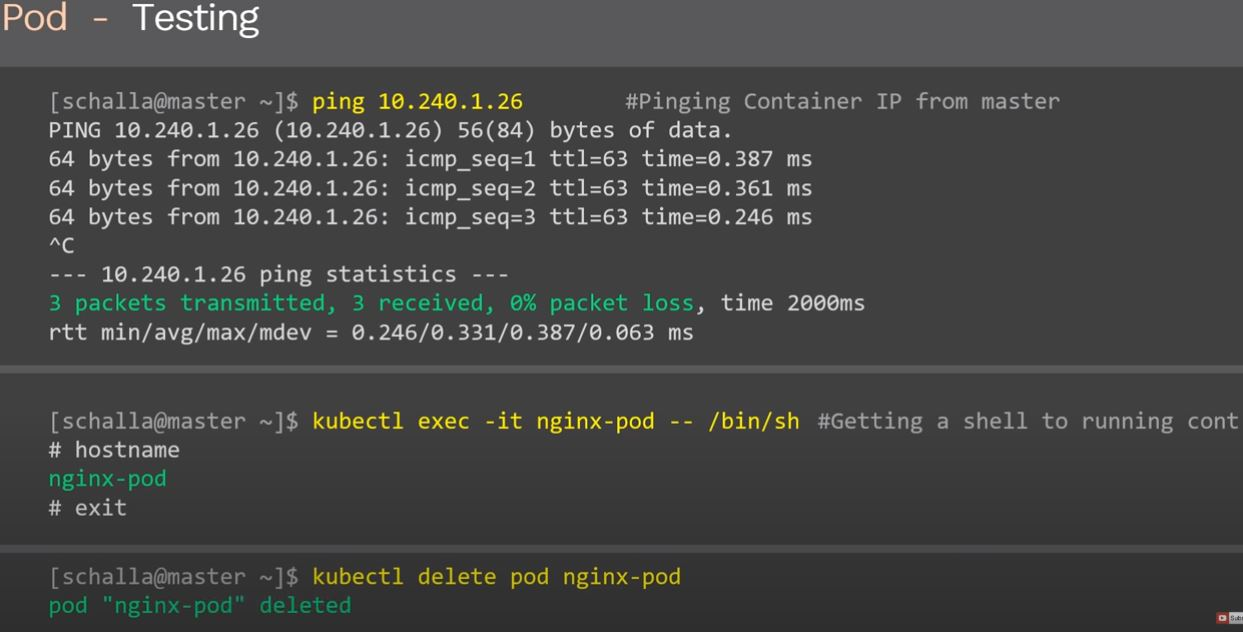 Pod - Testing
[schalla@master ~]$ ping 10.240.1.26 #Pinging Container IP from master
PING 10.240.1.26 (10.240.1.26) 56(84) bytes of data.
64 bytes from 10.240.1.26: icmp_seq=1 ttl=63 time=0.387 ms
64 bytes from 10.240.1.26: icmp_seq=2 ttl=63 time=0.361 ms
64 bytes from 10.240.1.26: icmp_seq=3 ttl=63 time=0.246 ms
^C
--- 10.240.1.26 ping statistics ---
3 packets transmitted, 3 received, 0% packet loss, time 2000ms
rtt min/avg/max/mdev = 0.246/0.331/0.387/0.063 ms
[schalla@master ~]$ kubectl exec -it nginx-pod -- /bin/sh #Getting a shell to running cont
# hostname
nginx-pod
# exit
[schalla@master ~]$ kubectl delete pod nginx-pod
pod "nginx-pod" deleted